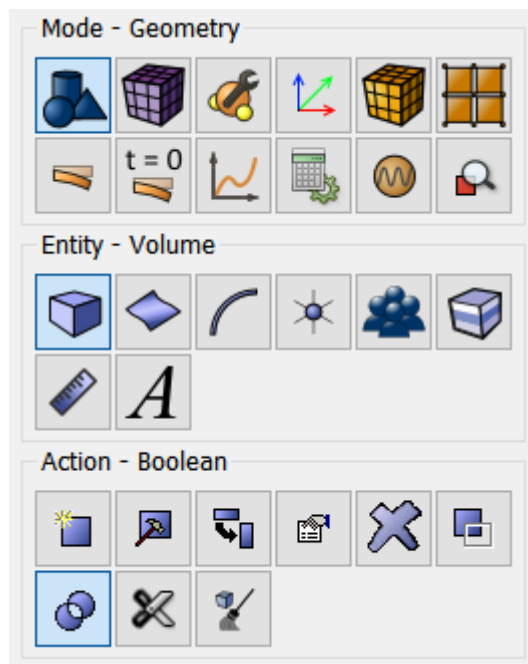 Mode - Geometry
t = 0
Entity - Volume
A
Action - Boolean